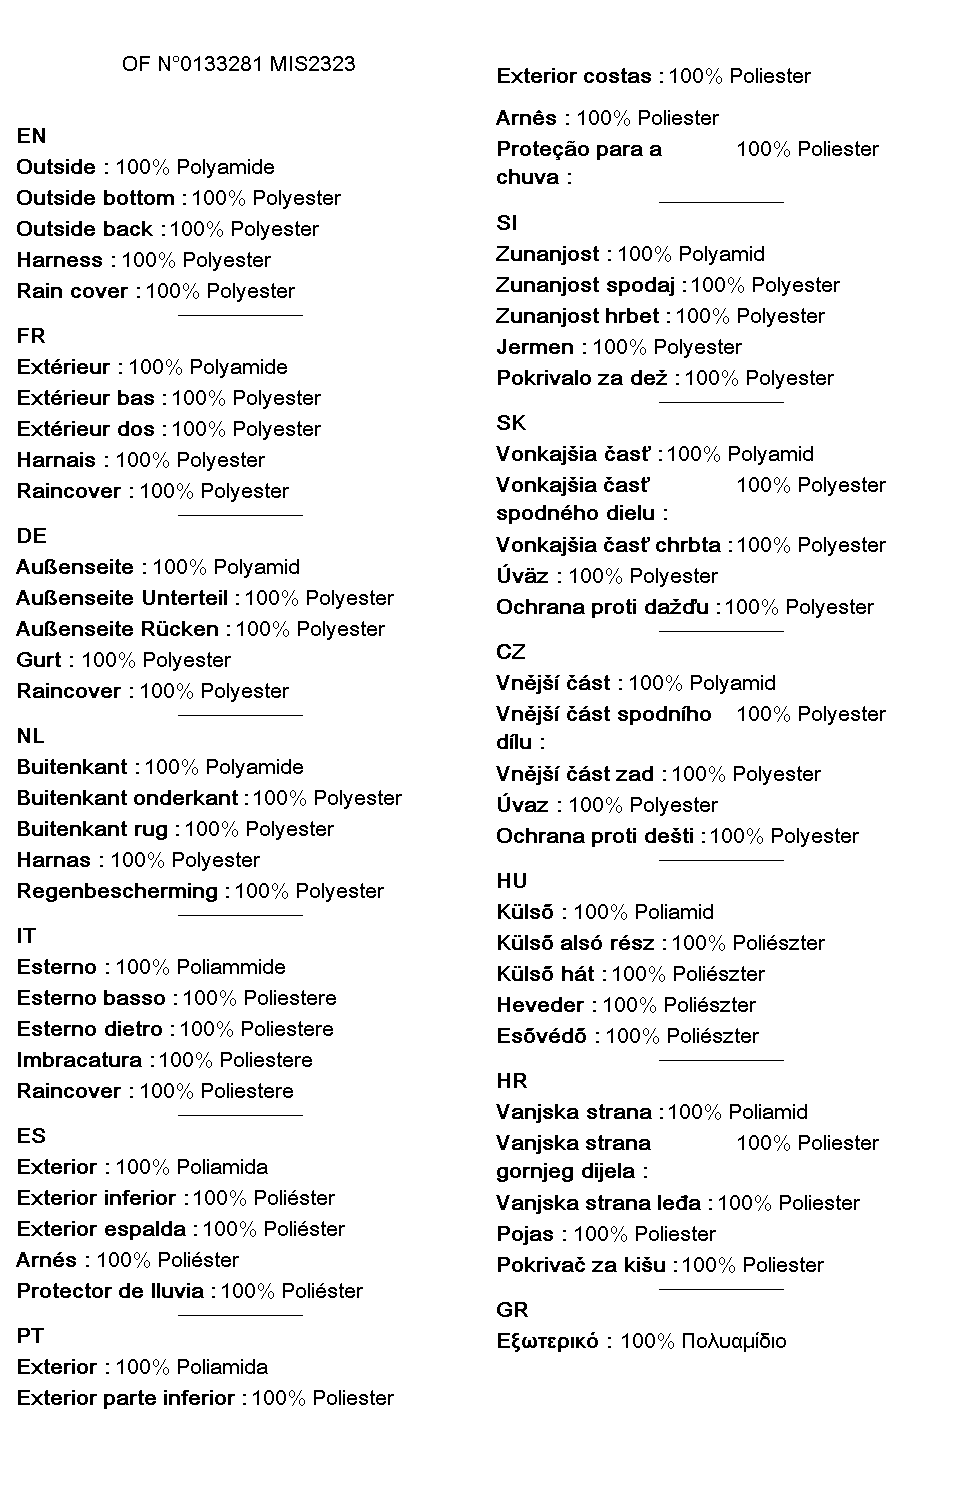 OF N°0133281 MIS2323
EN
Outside : 100% Polyamide
Outside bottom : 100% Polyester
Outside back : 100% Polyester
Harness : 100% Polyester
Rain cover : 100% Polyester
FR
Extérieur : 100% Polyamide
Extérieur bas : 100% Polyester
Extérieur dos : 100% Polyester
Harnais : 100% Polyester
Raincover : 100% Polyester
DE
Außenseite : 100% Polyamid
Außenseite Unterteil : 100% Polyester
Außenseite Rücken : 100% Polyester
Gurt : 100% Polyester
Raincover : 100% Polyester
NL
Buitenkant : 100% Polyamide
Buitenkant onderkant : 100% Polyester
Buitenkant rug : 100% Polyester
Harnas : 100% Polyester
Regenbescherming : 100% Polyester
IT
Esterno : 100% Poliammide
Esterno basso : 100% Poliestere
Esterno dietro : 100% Poliestere
Imbracatura : 100% Poliestere
Raincover : 100% Poliestere
ES
Exterior : 100% Poliamida
Exterior inferior : 100% Poliéster
Exterior espalda : 100% Poliéster
Arnés : 100% Poliéster
Protector de lluvia : 100% Poliéster
PT
Exterior : 100% Poliamida
Exterior parte inferior : 100% Poliester
Exterior costas : 100% Poliester
Arnês : 100% Poliester
Proteção para a 100% Poliester
chuva :
SI
Zunanjost : 100% Polyamid
Zunanjost spodaj : 100% Polyester
Zunanjost hrbet : 100% Polyester
Jermen : 100% Polyester
Pokrivalo za dež : 100% Polyester
SK
Vonkajšia časť : 100% Polyamid
Vonkajšia časť 100% Polyester
spodného dielu :
Vonkajšia časť chrbta : 100% Polyester
Úväz : 100% Polyester
Ochrana proti dažďu : 100% Polyester
CZ
Vnější část : 100% Polyamid
Vnější část spodního 100% Polyester
dílu :
Vnější část zad : 100% Polyester
Úvaz : 100% Polyester
Ochrana proti dešti : 100% Polyester
HU
Külsõ : 100% Poliamid
Külsõ alsó rész : 100% Poliészter
Külsõ hát : 100% Poliészter
Heveder : 100% Poliészter
Esõvédõ : 100% Poliészter
HR
Vanjska strana : 100% Poliamid
Vanjska strana 100% Poliester
gornjeg dijela :
Vanjska strana leđa : 100% Poliester
Pojas : 100% Poliester
Pokrivač za kišu : 100% Poliester
GR
Εξωτερικό : 100% Πολυαμίδιο